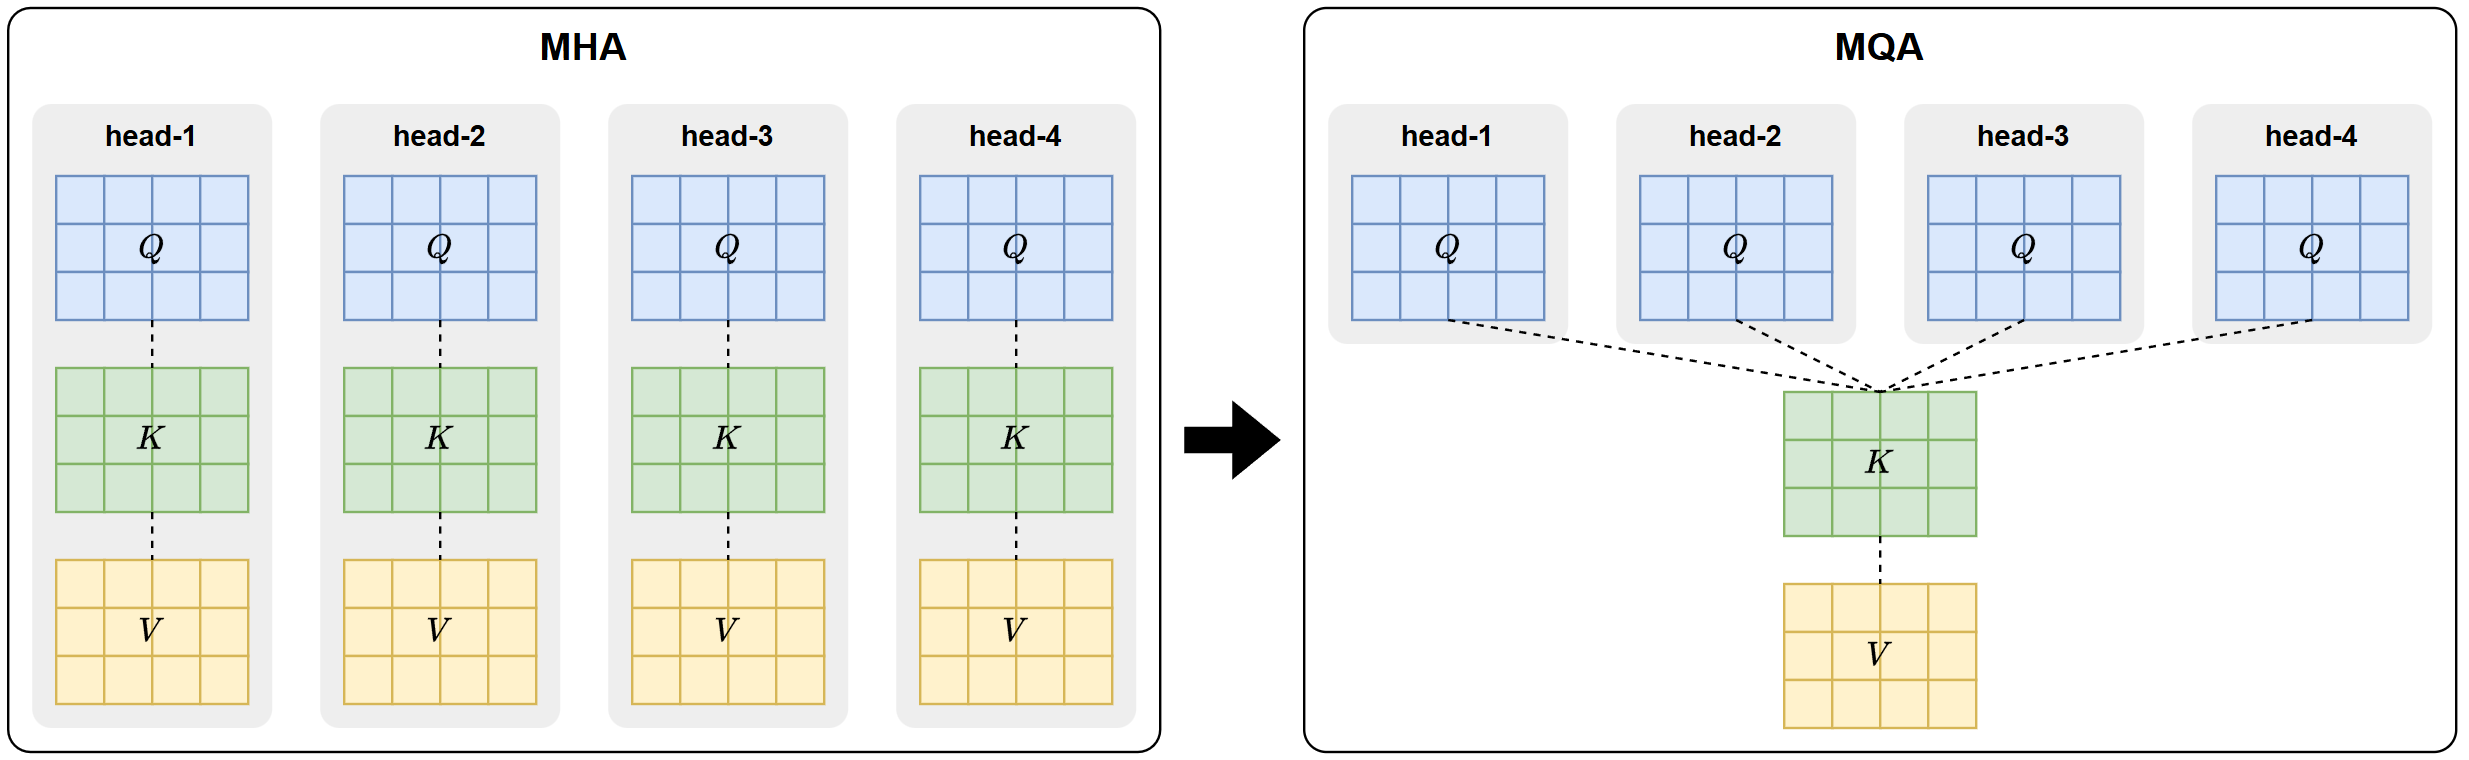 MHA
head-1
head-2
head-3
head-4
Q
Q
Q
Q
K
K
K
K
V
V
V
V
MQA
head-1
head-2
head-3
head-4
Q
Q
Q
Q
K
V